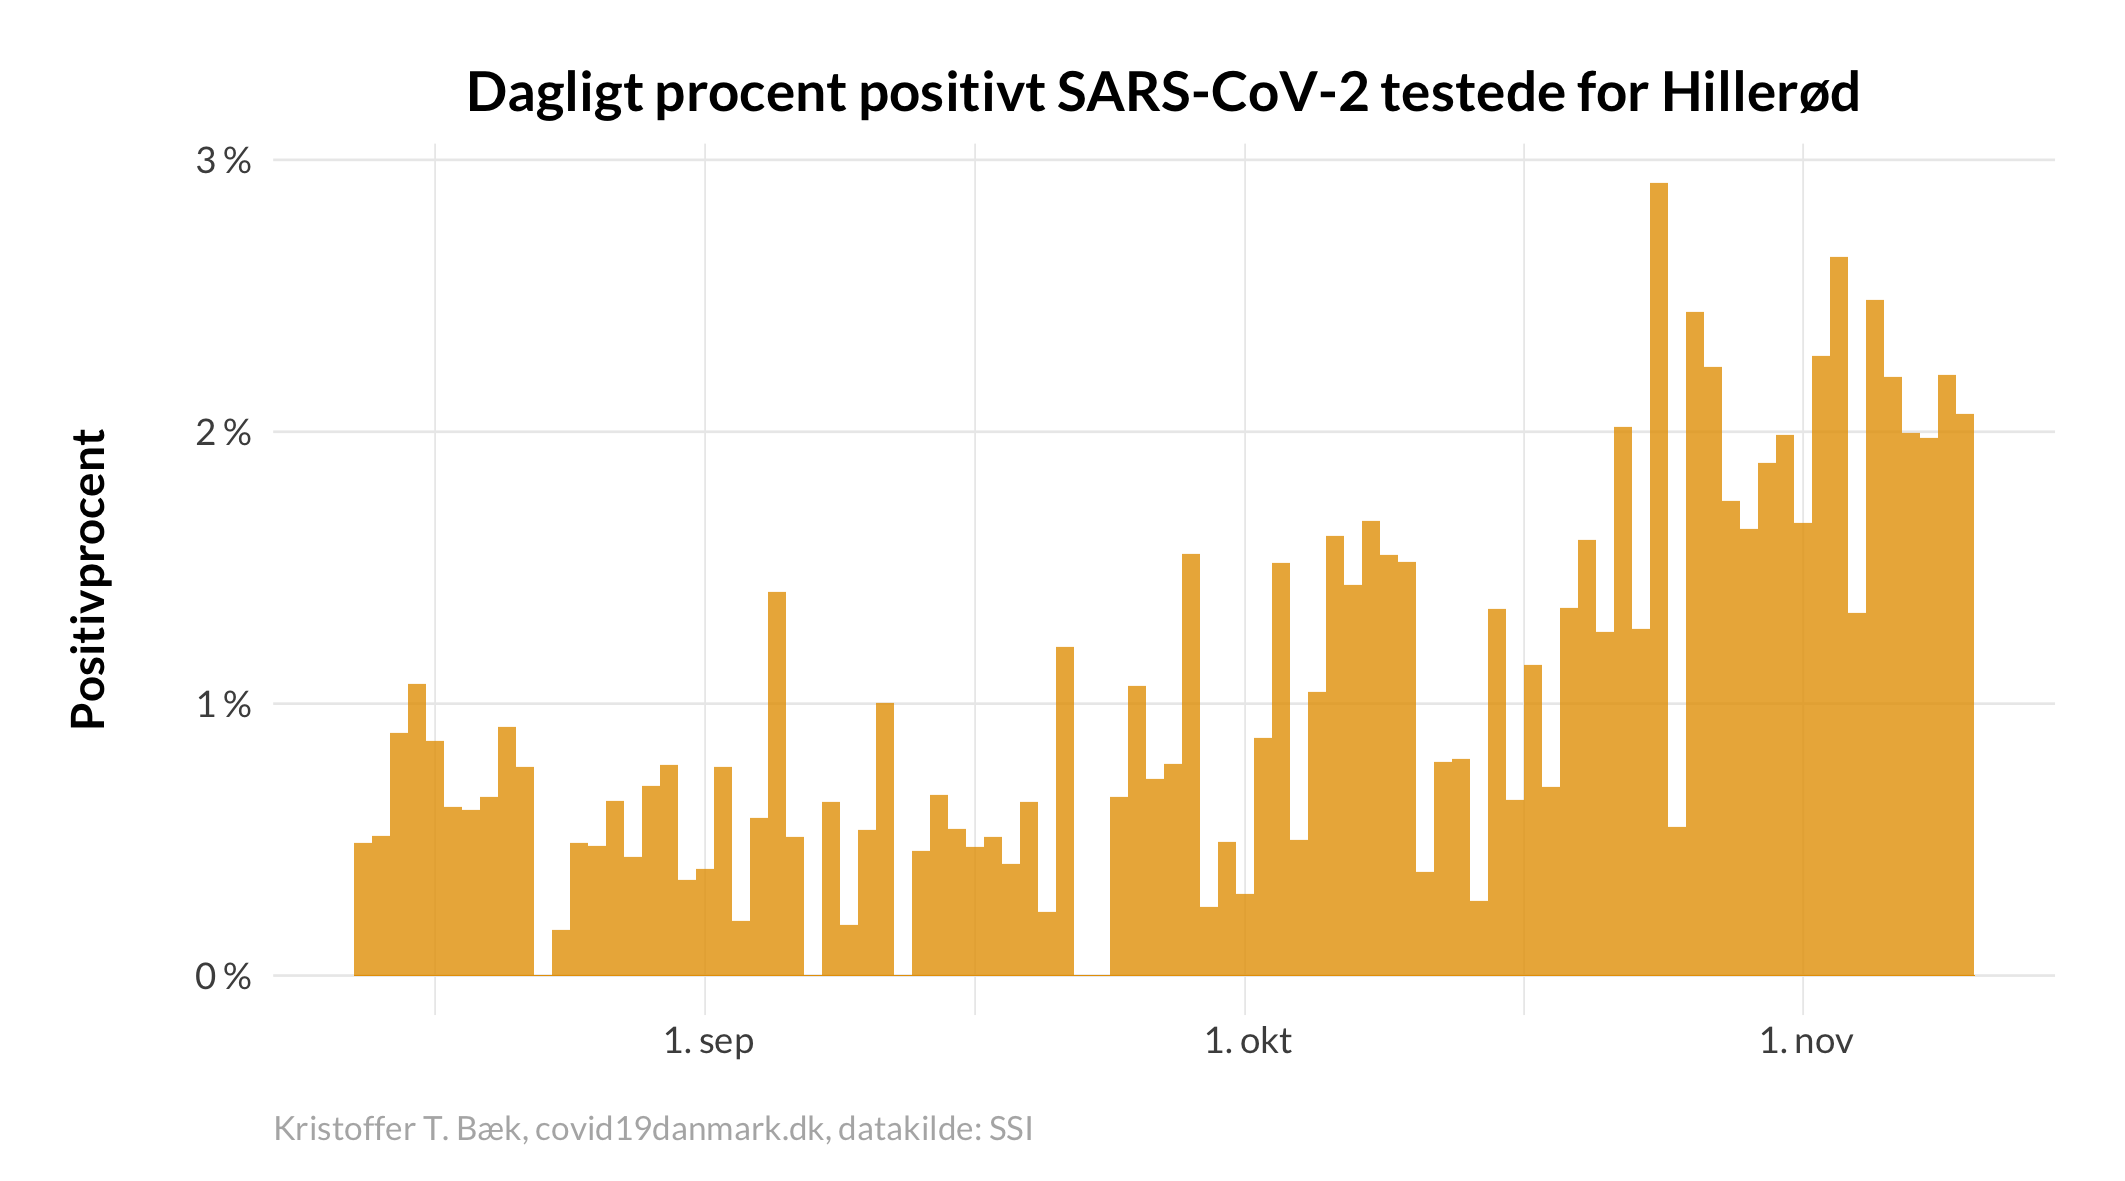 Dagligt procent positivt SARS-CoV-2 testede for Hillerød
Positivprocent
3 %
2 %
1 %
0 %
1. sep
1. okt
1. nov
Kristoffer T. Bæk, covid19danmark.dk, datakilde: SSI